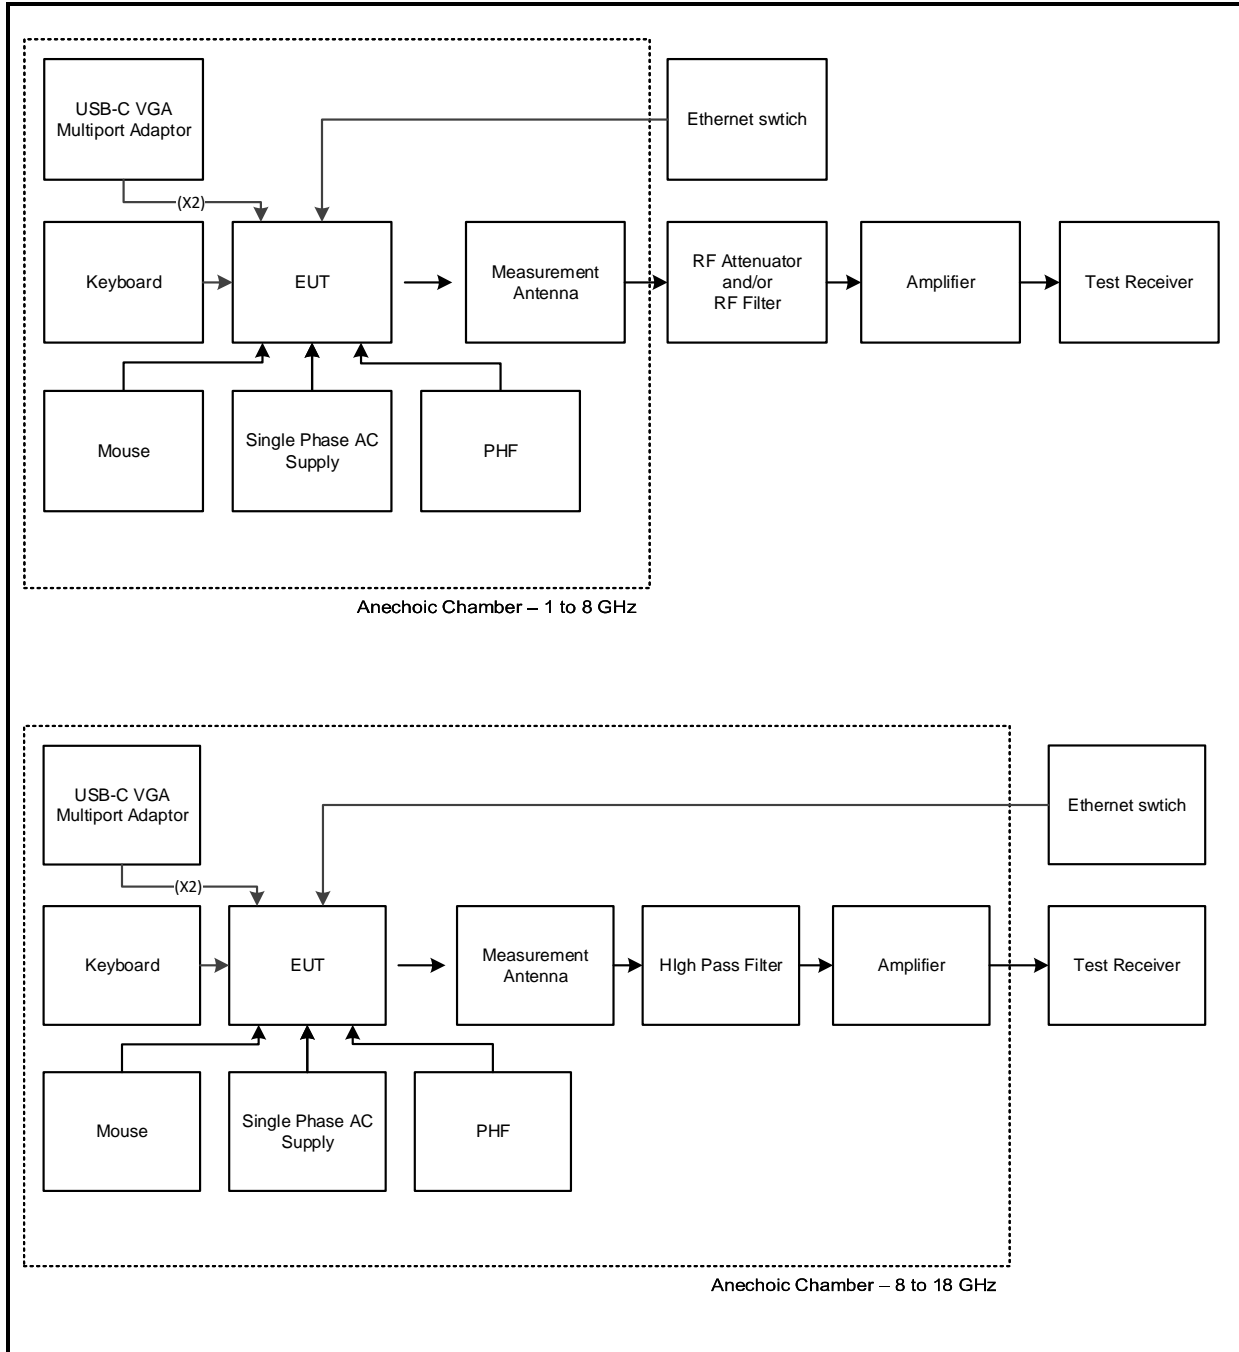 USB-C VGA
Multiport Adaptor
Ethernet swtich
(X2)
Keyboard
EUT
Measurement
Antenna
RF Attenuator
and/or
RF Filter
Amplifier
Test Receiver
Mouse
Single Phase AC
Supply
PHF
Anechoic Chamber – 1 to 8 GHz
USB-C VGA
Multiport Adaptor
Ethernet swtich
(X2)
Keyboard
EUT
Measurement
Antenna
HIgh Pass Filter
Amplifier
Test Receiver
Mouse
Single Phase AC
Supply
PHF
Anechoic Chamber – 8 to 18 GHz